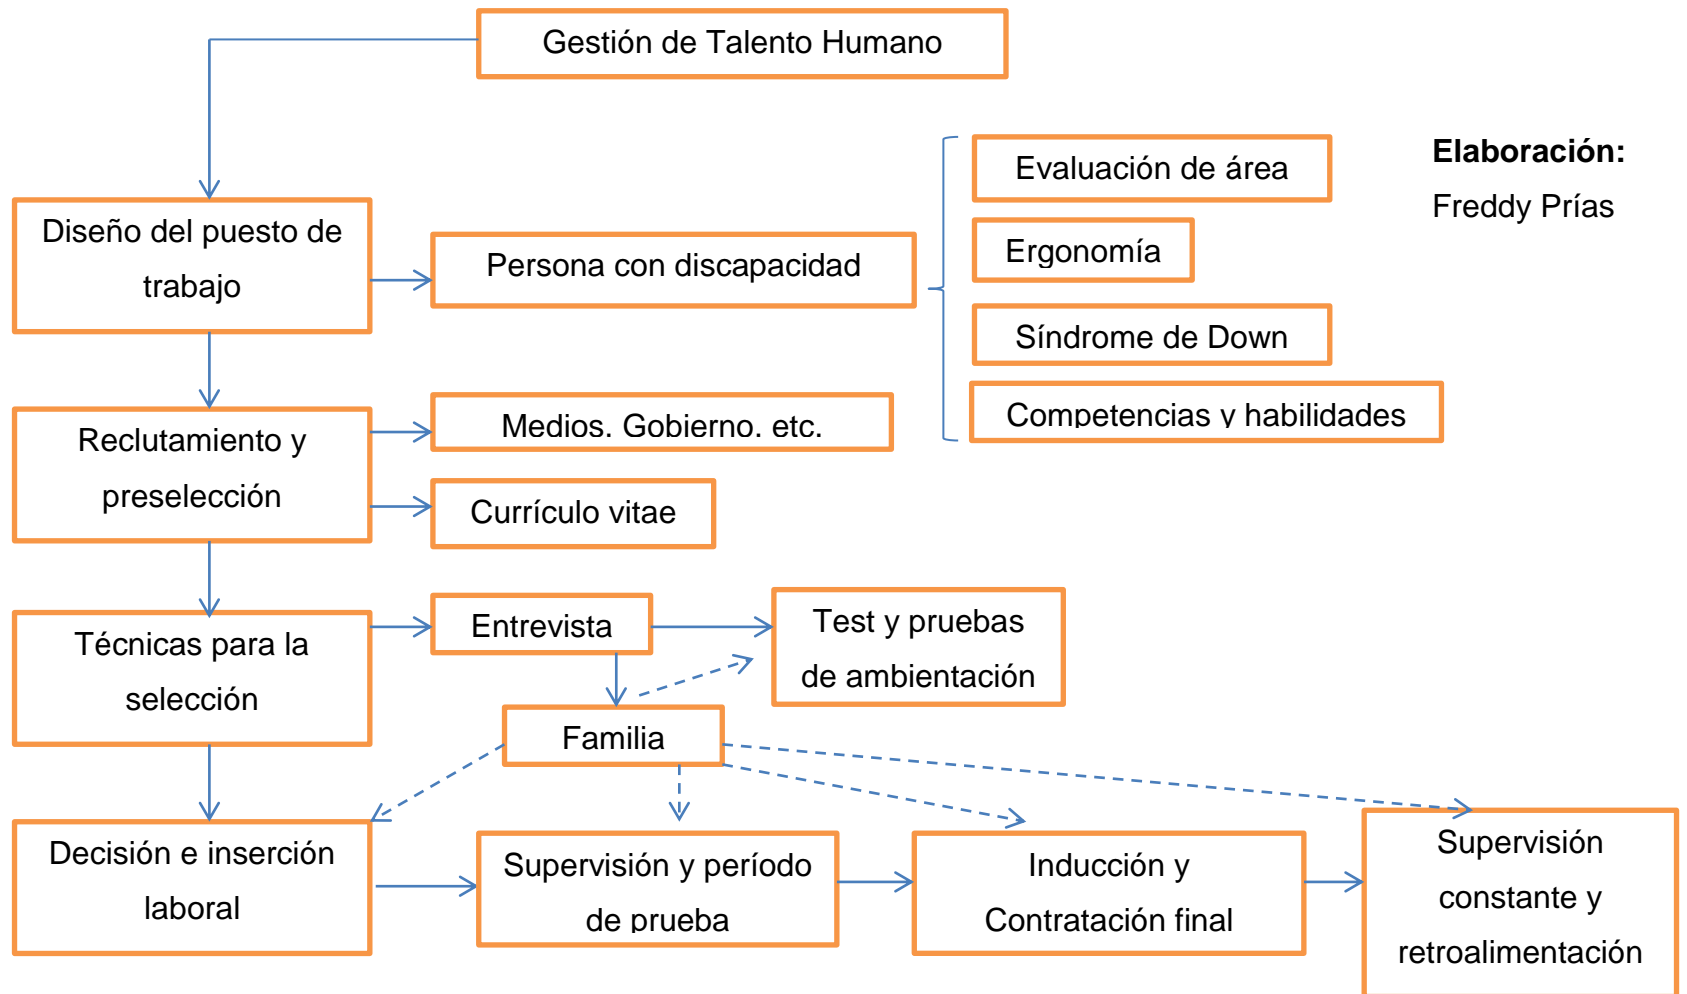 Gestión de Talento Humano
Elaboración:
Freddy Prías
Evaluación de área
Diseño del puesto de
trabajo
Persona con discapacidad
Ergonomía
Síndrome de Down
Competencias y habilidades
Reclutamiento y
preselección
Medios. Gobierno. etc.
Currículo vitae
Técnicas para la
selección
Entrevista
Test y pruebas
de ambientación
Familia
Decisión e inserción
laboral
Supervisión y período
de prueba
Inducción y
Contratación final
Supervisión
constante y
retroalimentación